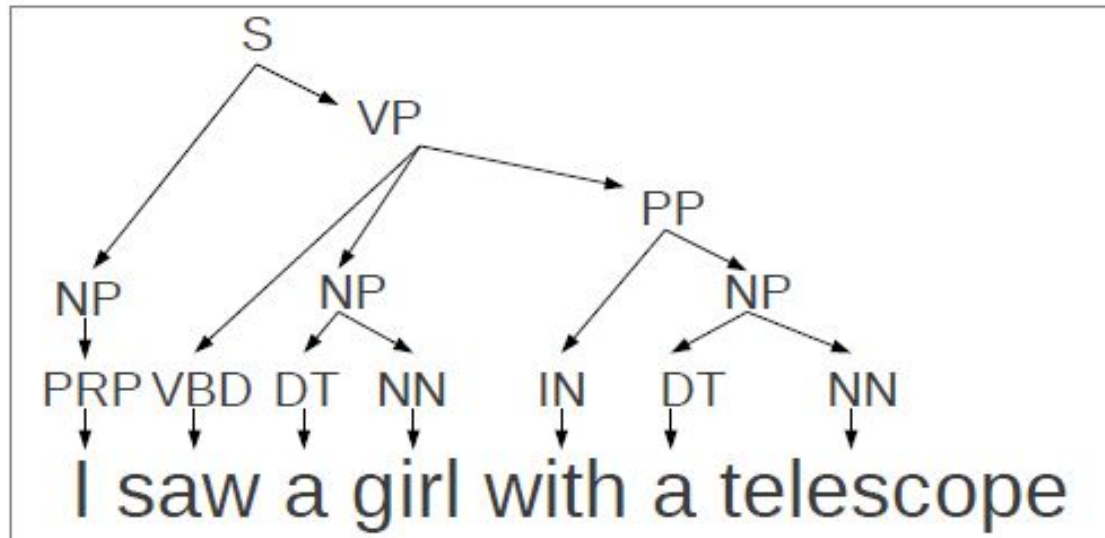 S
VP
PP
NP NP NP
PRP VBD DT NN IN DT NN
I saw a girl with a telescope